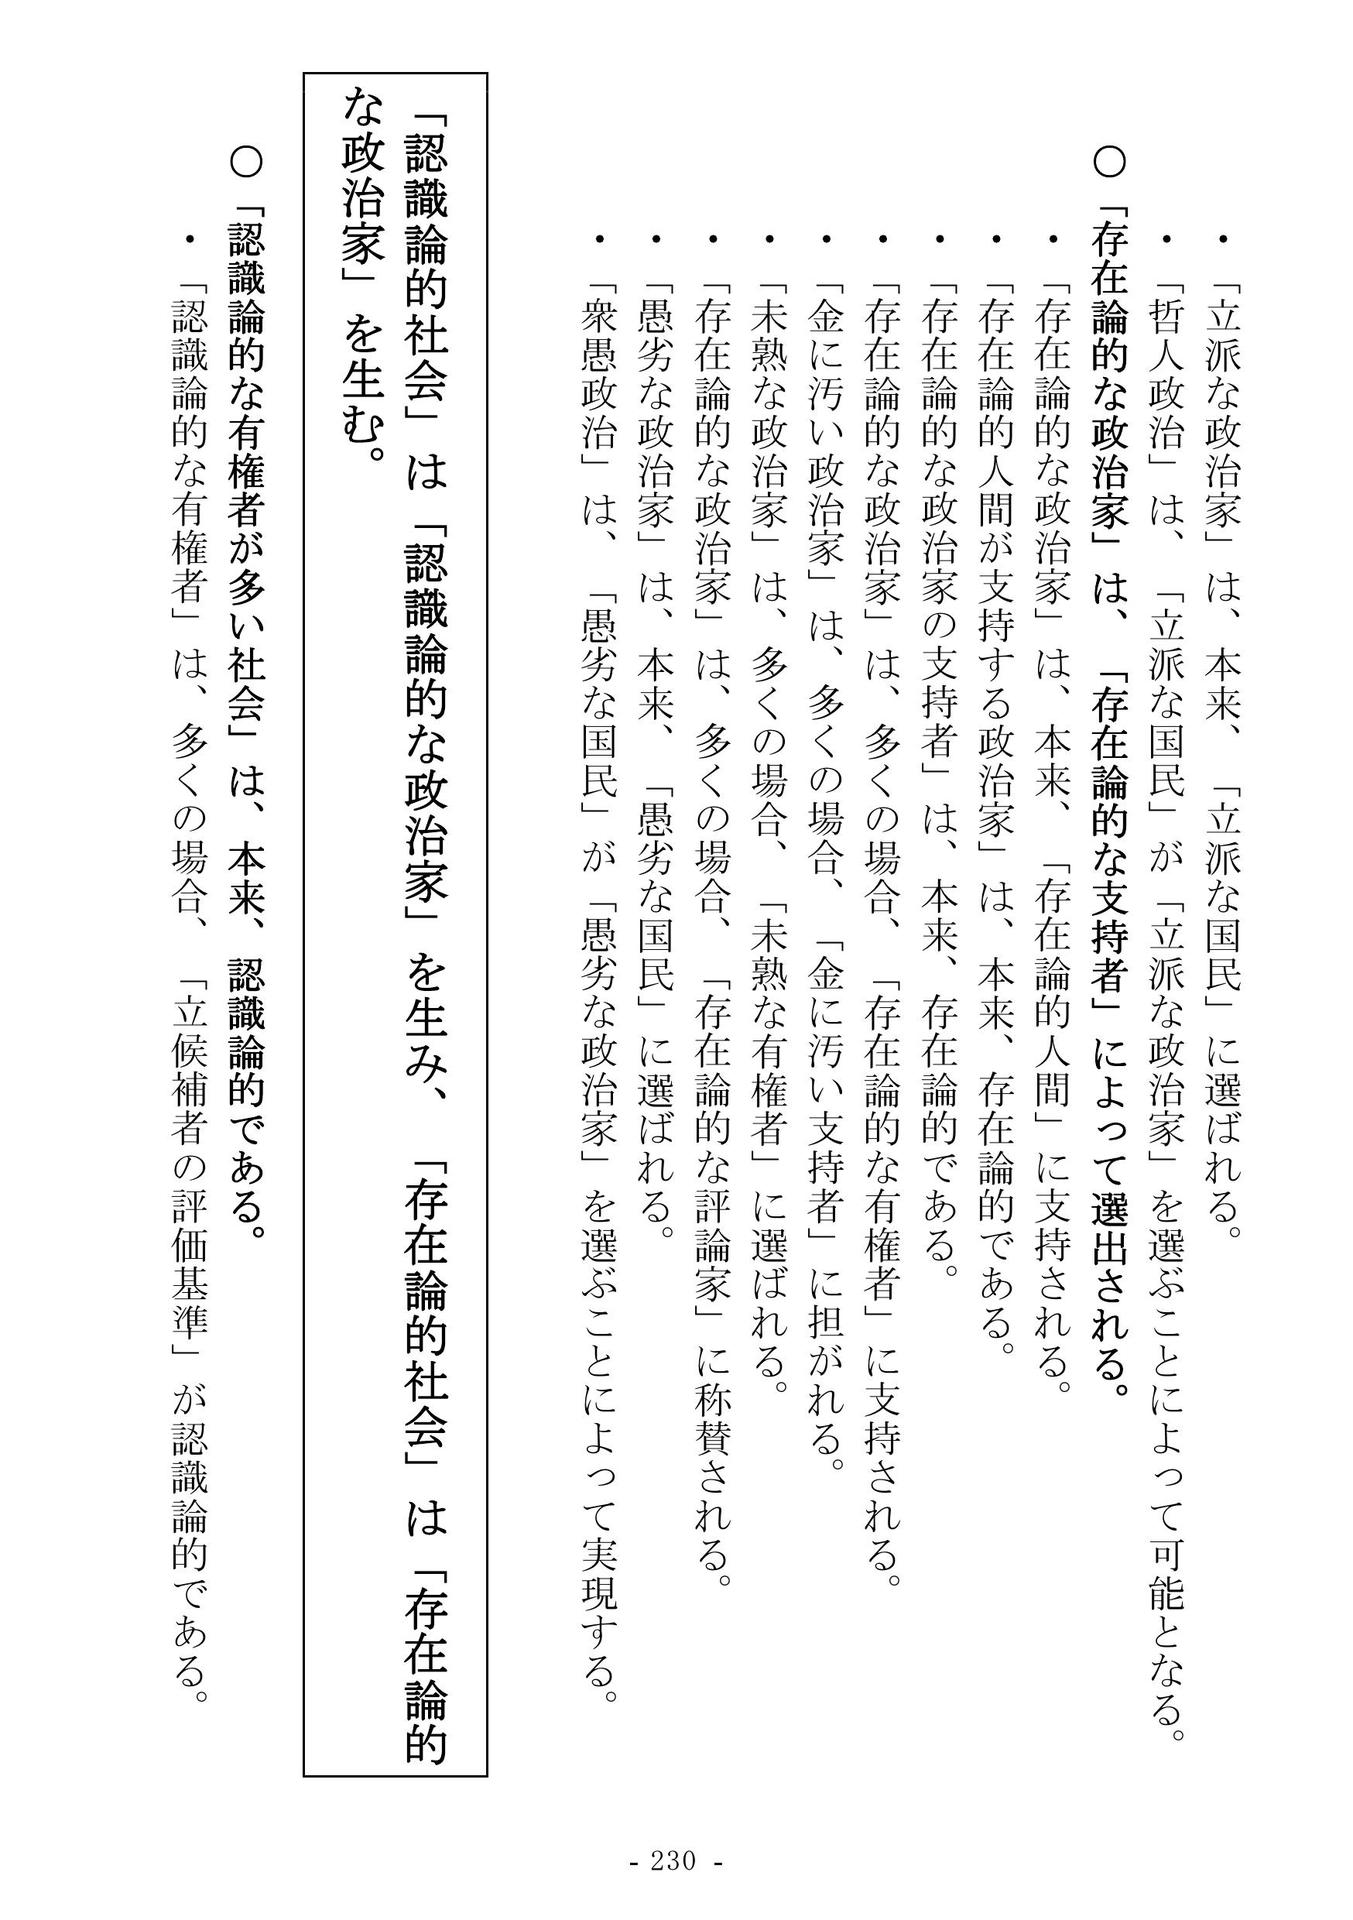 ・「立派な政治家」は、本来、「立派な国民」に選ばれる。
・「哲人政治」は、「立派な国民」が「立派な政治家」を選ぶことによって可能となる。
○「存在論的な政治家」は、「存在論的な支持者」によって選出される。
・「存在論的な政治家」は、本来、「存在論的人間」に支持される。
・「存在論的人間が支持する政治家」は、本来、存在論的である。
・「存在論的な政治家の支持者」は、本来、存在論的である。
・「存在論的な政治家」は、多くの場合、「存在論的な有権者」に支持される。
・「金に汚い政治家」は、多くの場合、「金に汚い支持者」に担がれる。
・「未熟な政治家」は、多くの場合、「未熟な有権者」に選ばれる。
・「存在論的な政治家」は、多くの場合、「存在論的な評論家」に称賛される。
・「愚劣な政治家」は、本来、「愚劣な国民」に選ばれる。
・「衆愚政治」は、「愚劣な国民」が「愚劣な政治家」を選ぶことによって実現する。
「認識論的社会」は「認識論的な政治家」を生み、「存在論的社会」は「存在論的
な政治家」を生む。
○「認識論的な有権者が多い社会」は、本来、認識論的である。
・「認識論的な有権者」は、多くの場合、「立候補者の評価基準」が認識論的である。
- 230 -